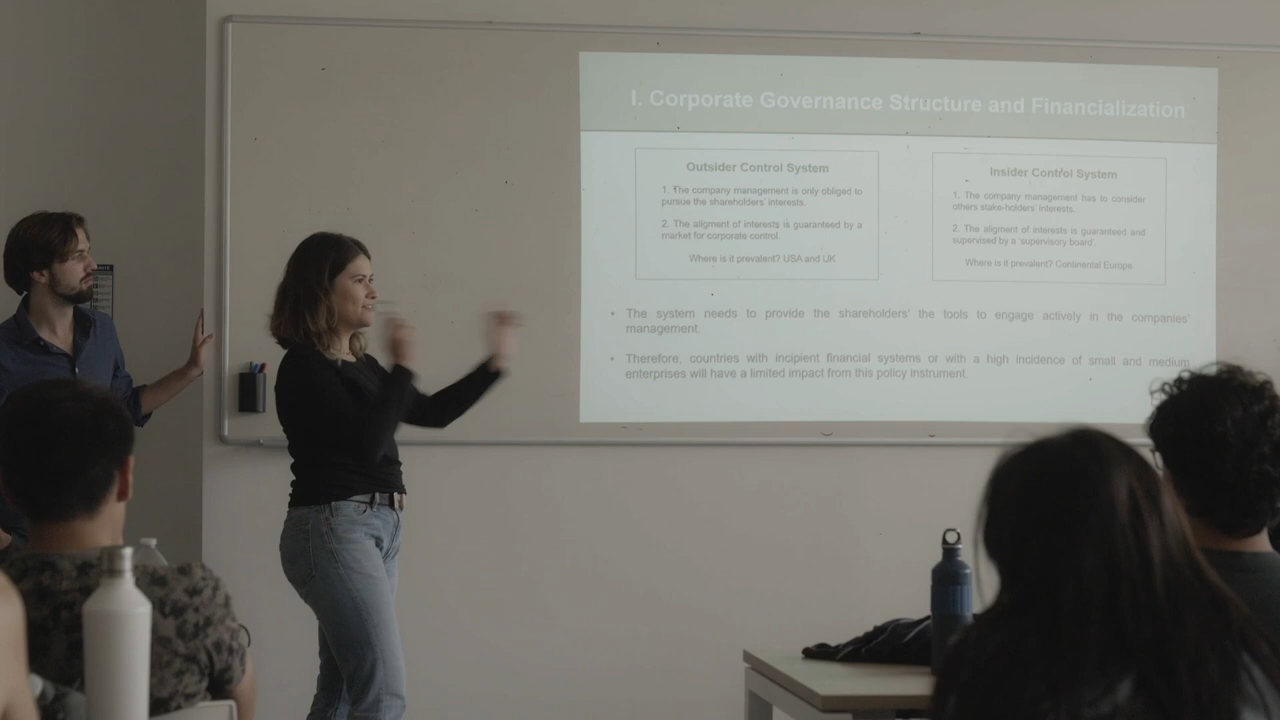 I. Corporate Governance Structure and Financialization
Outsider Control System
1. The company management is only obliged to
pursue the shareholders' interests.
2. The aligment of interests is guaranteed by a
market for corporate control.
Where is it prevalent? USA and UK
Insider Control System
1. The company management has to consider
others stake-holders' interests.
2. The aligment of interests is guaranteed and
supervised by a 'supervisory board'.
Where is it prevalent? Continental Europe
• The system needs to provide the shareholders' the tools to engage actively in the companies'
management.
• Therefore, countries with incipient financial systems or with a high incidence of small and medium
enterprises will have a limited impact from this policy instrument.